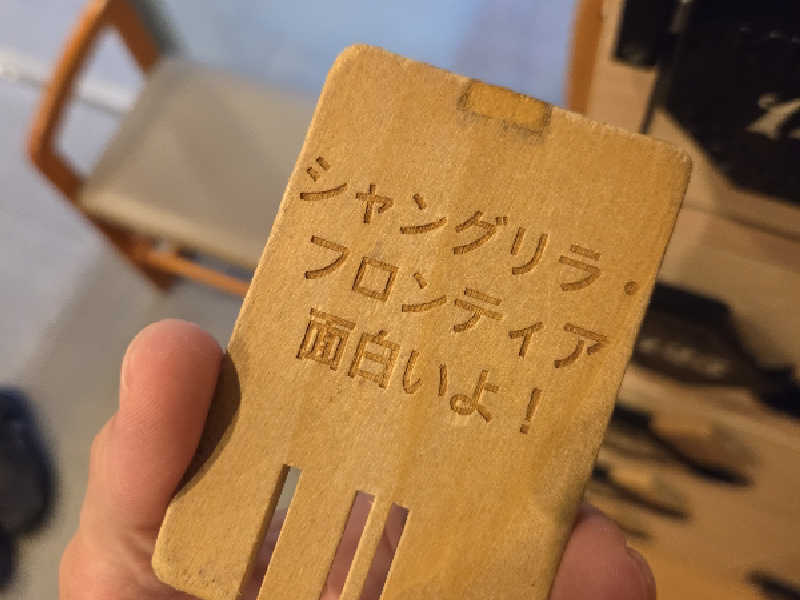 シャングリラ・
フロンティア
面白いよ！